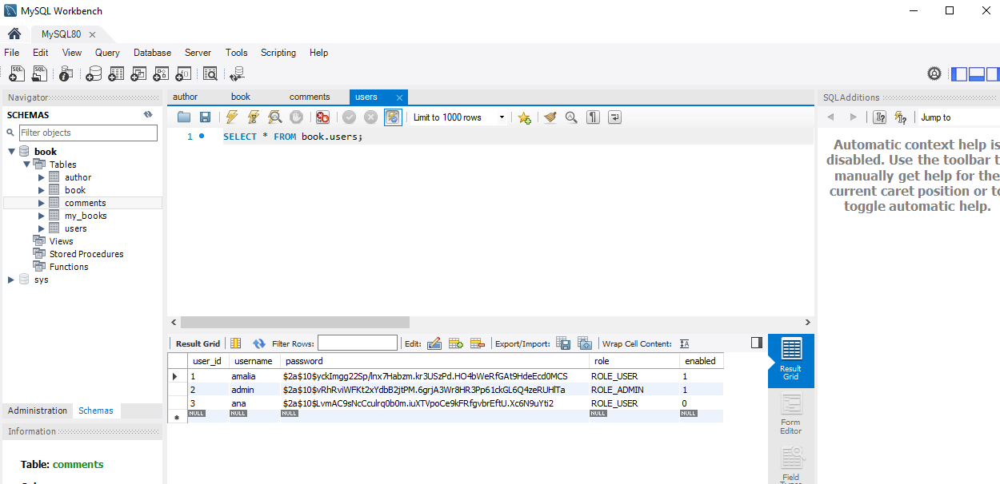 MySQL Workbench
MySQL80
File Edit View Query Database Server Tools Scripting Help
Navigator
SCHEMAS
Filter objects
book
Tables
author
book
comments
my_books
users
Views
Stored Procedures
Functions
sys
Administration Schemas
Information
Table: comments
author book comments users
Limit to 1000 rows
1 SELECT * FROM book.users;
SQLAdditions
Jump to
Automatic context help is
disabled. Use the toolbar t
manually get help for the
current caret position or to
toggle automatic help.
Result Grid Filter Rows: Edit: Export/Import: Wrap Cell Content:
user_id username password role enabled
1 amalia $2a$10$yckImgg22Sp/lnx7Habzm.kr3USzPd.HO4bWeRfGAt9HdeEcd0MCS ROLE_USER 1
2 admin $2a$10$vRhRviWFKt2xYdbB2jtPM.6grjA3Wr8HR3Pp61ckGL6Q4zeRUHlTa ROLE_ADMIN 1
3 ana $2a$10$LvmAC9sNcCculrq0b0m.iuXTVpoCe9kFRfgvbrEftU.Xc6N9uYti2 ROLE_USER 0
NULL NULL NULL NULL NULL
Result
Grid
Form
Editor
Field